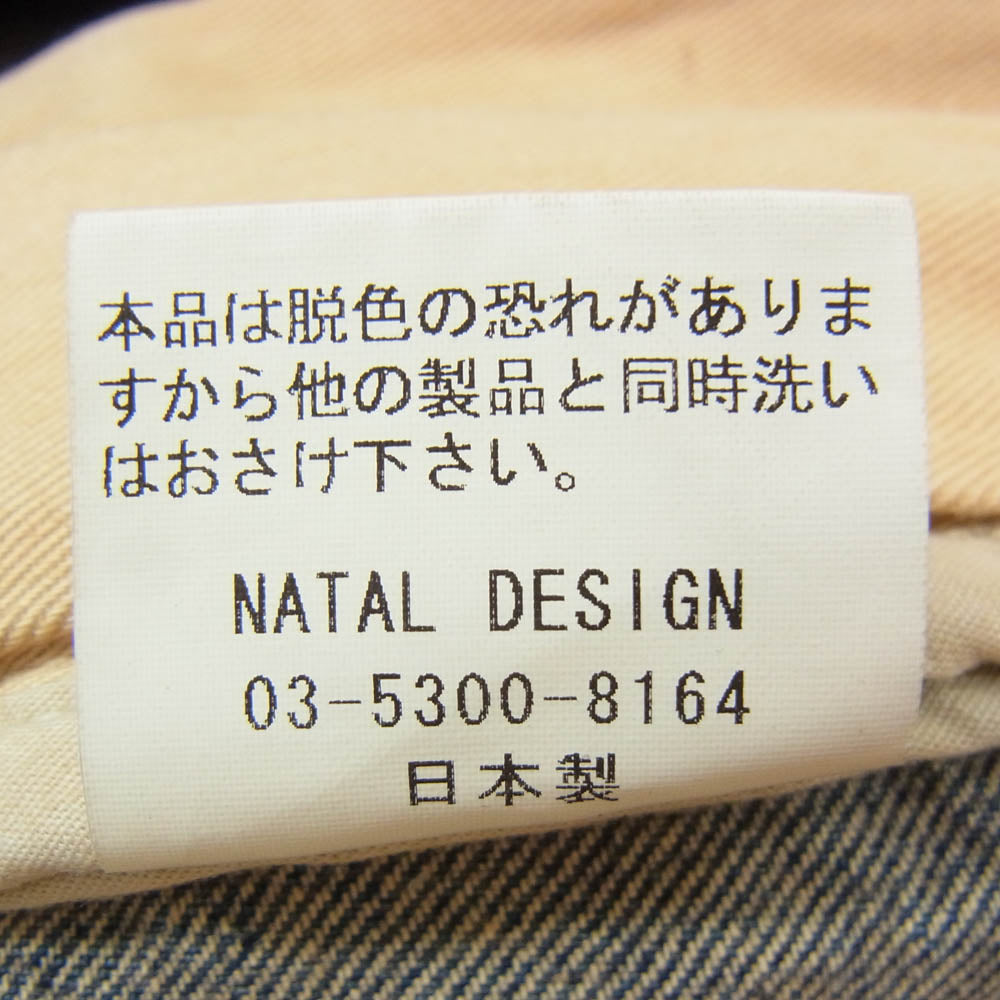 本品は脱色の恐れがありま
すから他の製品と同時洗い
はおさけ下さい。
NATAL DESIGN
03-5300-8164
日本製